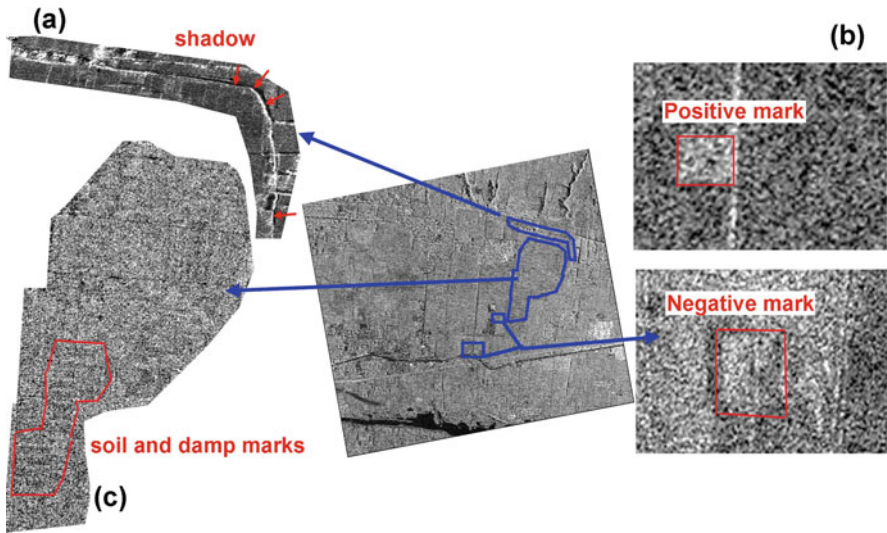 (a)
shadow
(b)
Positive mark
Negative mark
soil and damp marks
(c)